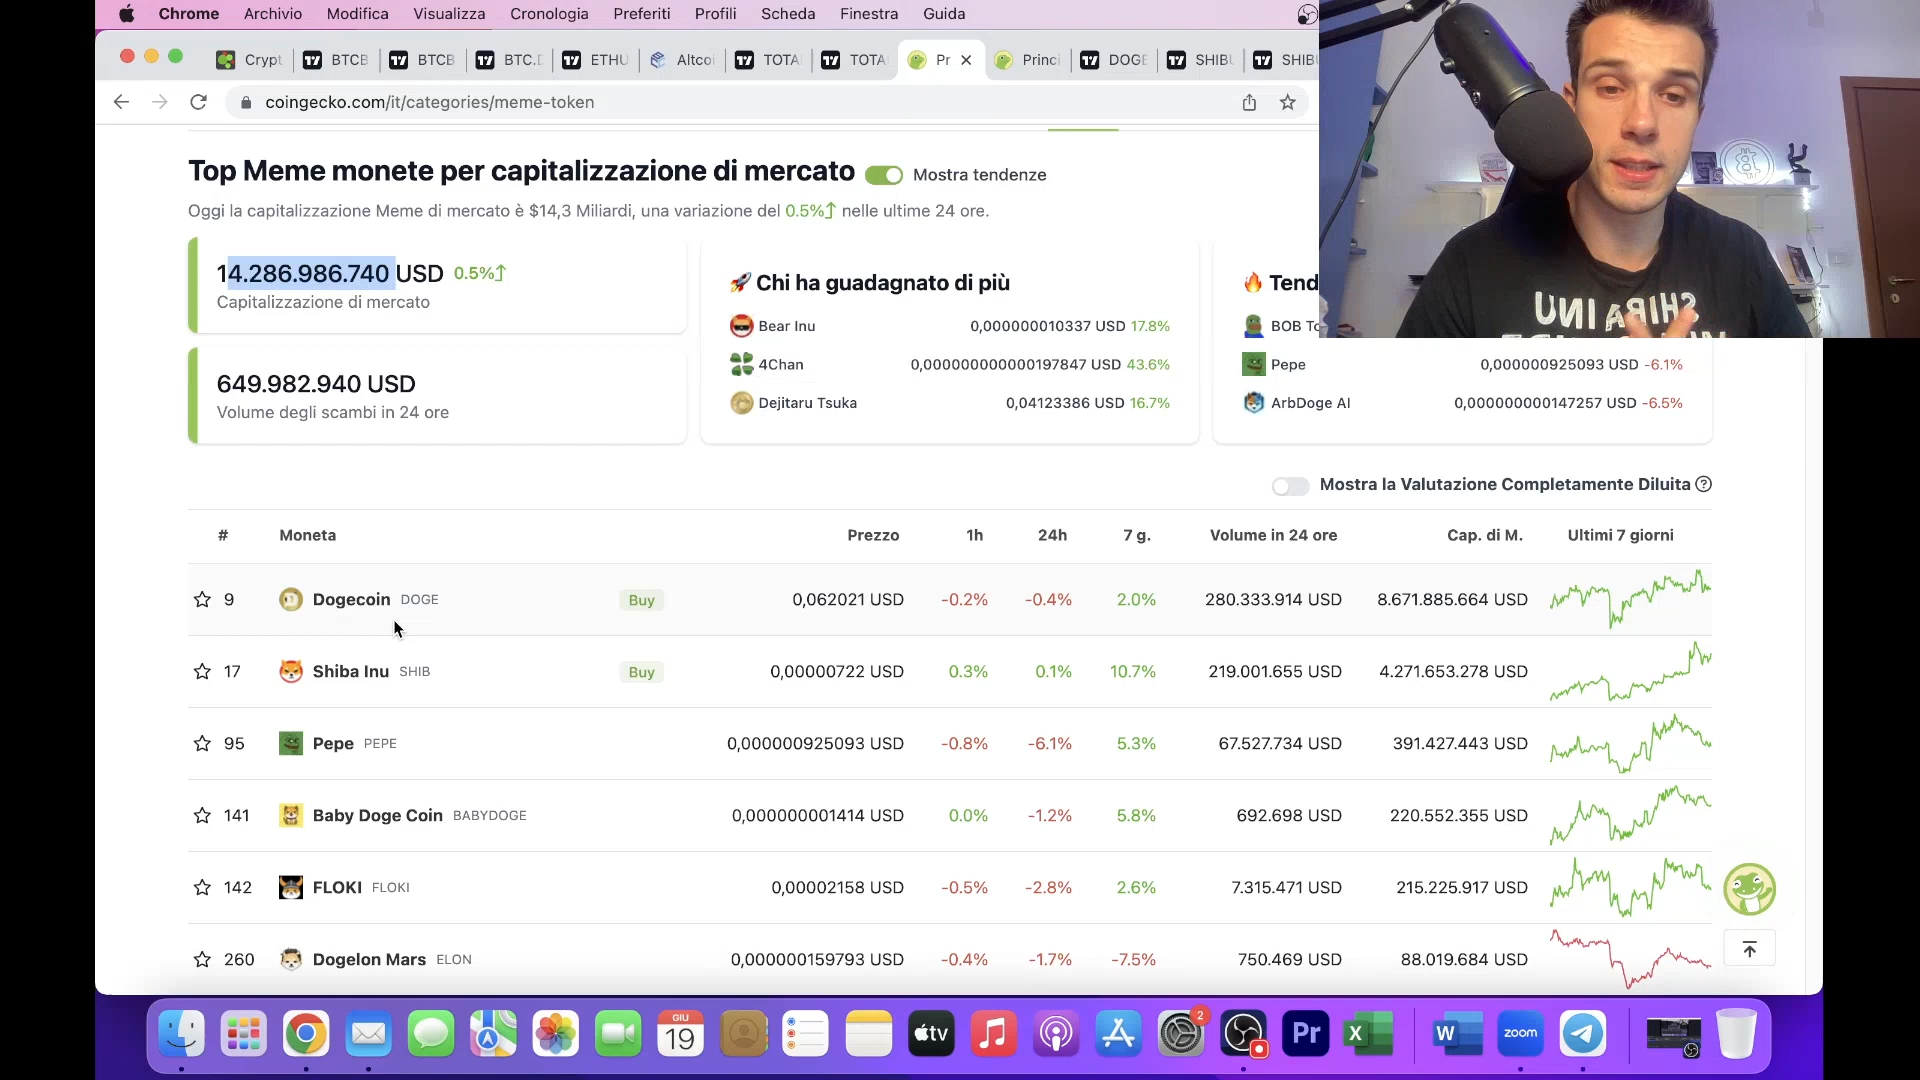 Chrome Archivio Modifica Visualizza Cronologia Preferiti Profili Scheda Finestra Guida
Crypt BTCB BTCB BTC.D ETHU Altcoi TOTA TOTA Pr Princi DOGE SHIBU SHIBU
coingecko.com/it/categories/meme-token
Top Meme monete per capitalizzazione di mercato Mostra tendenze
Oggi la capitalizzazione Meme di mercato è $14,3 Miliardi, una variazione del 0.5% nelle ultime 24 ore.
14.286.986.740 USD 0.5%
Capitalizzazione di mercato
649.982.940 USD
Volume degli scambi in 24 ore
🚀 Chi ha guadagnato di più
Bear Inu 0,000000010337 USD 17.8%
4Chan 0,000000000000197847 USD 43.6%
Dejitaru Tsuka 0,04123386 USD 16.7%
🔥 Tend
BOB To
Pepe 0,000000925093 USD -6.1%
ArbDoge AI 0,000000000147257 USD -6.5%
SHIBA INU
Mostra la Valutazione Completamente Diluita
# Moneta Prezzo 1h 24h 7 g. Volume in 24 ore Cap. di M. Ultimi 7 giorni
9 Dogecoin DOGE Buy 0,062021 USD -0.2% -0.4% 2.0% 280.333.914 USD 8.671.885.664 USD
17 Shiba Inu SHIB Buy 0,00000722 USD 0.3% 0.1% 10.7% 219.001.655 USD 4.271.653.278 USD
95 Pepe PEPE 0,000000925093 USD -0.8% -6.1% 5.3% 67.527.734 USD 391.427.443 USD
141 Baby Doge Coin BABYDOGE 0,000000001414 USD 0.0% -1.2% 5.8% 692.698 USD 220.552.355 USD
142 FLOKI FLOKI 0,00002158 USD -0.5% -2.8% 2.6% 7.315.471 USD 215.225.917 USD
260 Dogelon Mars ELON 0,000000159793 USD -0.4% -1.7% -7.5% 750.469 USD 88.019.684 USD
GIU
19
tv
2
Pr
X
W
zoom